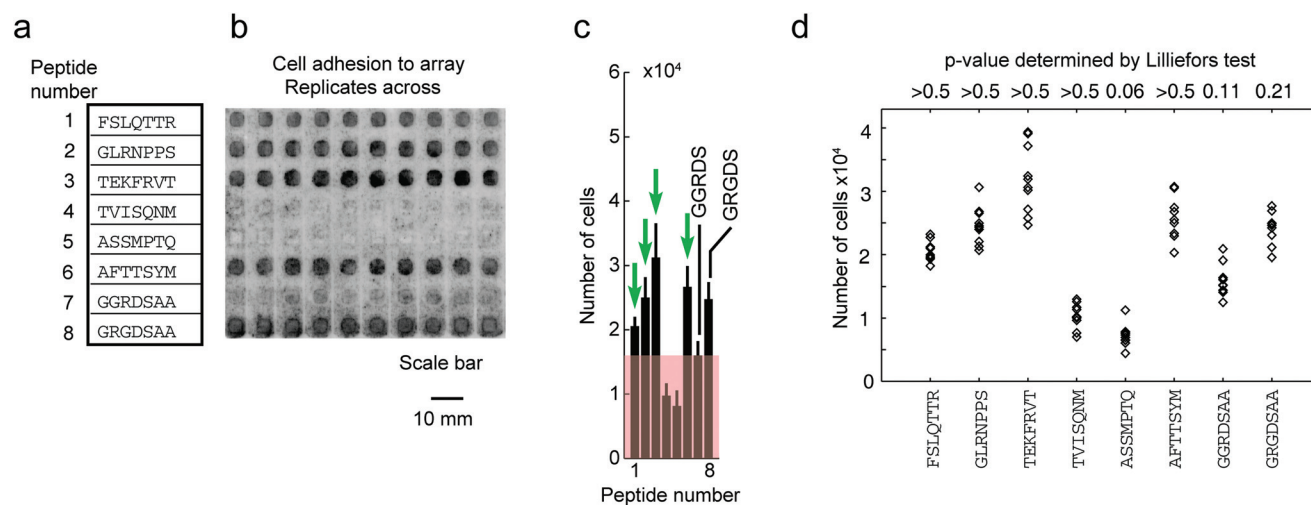 a
Peptide
number
1 FSLQTTR
2 GLRNPPS
3 TEKFRVT
4 TVISQNM
5 ASSMPTQ
6 AFTTSYM
7 GGRDSAA
8 GRGDSAA
b
Cell adhesion to array
Replicates across
Scale bar
10 mm
c
x10⁴
6
5
4
3
2
1
0
Number of cells
GGRDS
GRGDS
1 8
Peptide number
d
p-value determined by Lilliefors test
>0.5 >0.5 >0.5 >0.5 0.06 >0.5 0.11 0.21
Number of cells x10⁴
4
3
2
1
0
FSLQTTR
GLRNPPS
TEKFRVT
TVISQNM
ASSMPTQ
AFTTSYM
GGRDSAA
GRGDSAA